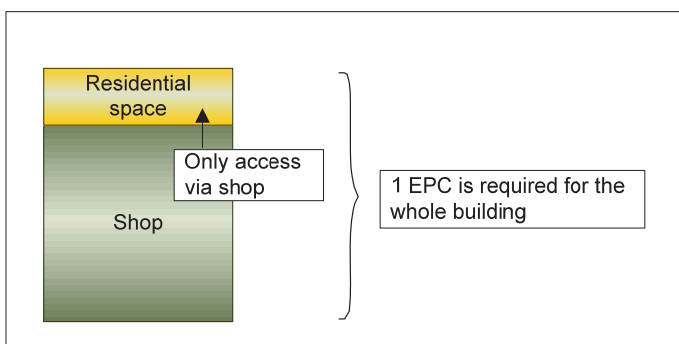 Residential
space
Only access
via shop
Shop
1 EPC is required for the
whole building